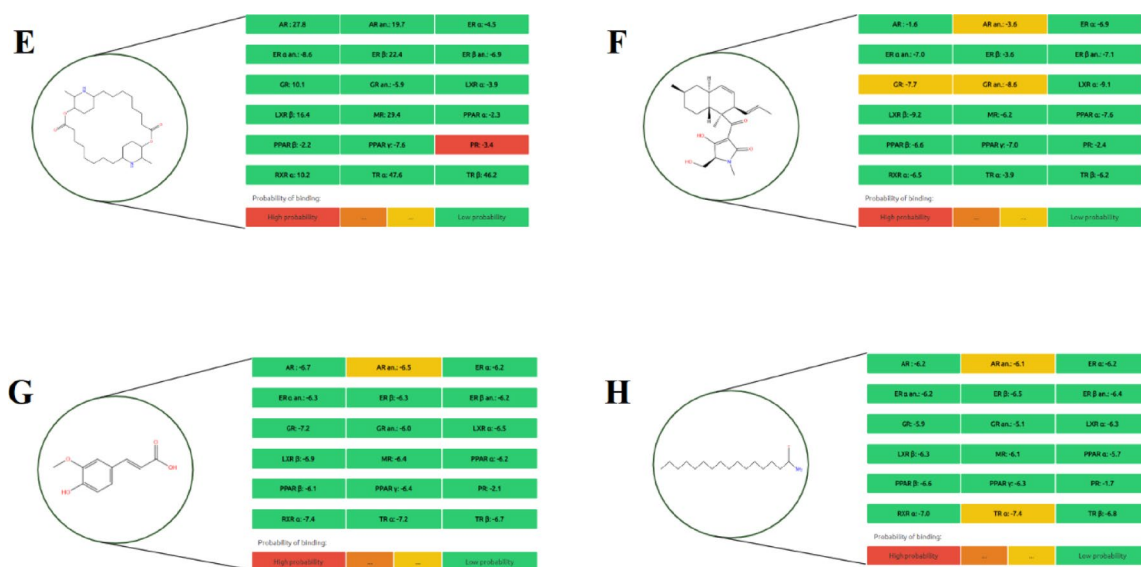 E
AR : 27.8 AR an.: 19.7 ER α: -4.5
ER α an.: -8.6 ER β: 22.4 ER β an.: -6.9
GR: 10.1 GR an.: -5.9 LXR α: -3.9
LXR β: 16.4 MR: 29.4 PPAR α: -2.3
PPAR β: -2.2 PPAR γ: -7.6 PR: -3.4
RXR α: 10.2 TR α: 47.6 TR β: 46.2
Probability of binding:
High probability ... ... Low probability
F
AR : -1.6 AR an.: -3.6 ER α: -6.9
ER α an.: -7.0 ER β: -3.6 ER β an.: -7.1
GR: -7.7 GR an.: -8.6 LXR α: -9.1
LXR β: -9.2 MR: -6.2 PPAR α: -7.6
PPAR β: -6.6 PPAR γ: -7.0 PR: -2.4
RXR α: -6.5 TR α: -3.9 TR β: -6.2
Probability of binding:
High probability ... ... Low probability
G
AR : -6.7 AR an.: -6.5 ER α: -6.2
ER α an.: -6.3 ER β: -6.3 ER β an.: -6.2
GR: -7.2 GR an.: -6.0 LXR α: -6.5
LXR β: -6.9 MR: -6.4 PPAR α: -6.2
PPAR β: -6.1 PPAR γ: -6.4 PR: -2.1
RXR α: -7.4 TR α: -7.2 TR β: -6.7
Probability of binding:
High probability ... ... Low probability
H
AR : -6.2 AR an.: -6.1 ER α: -6.2
ER α an.: -6.2 ER β: -6.5 ER β an.: -6.4
GR: -5.9 GR an.: -5.1 LXR α: -6.3
LXR β: -6.3 MR: -6.1 PPAR α: -5.7
PPAR β: -6.6 PPAR γ: -6.3 PR: -1.7
RXR α: -7.0 TR α: -7.4 TR β: -6.8
Probability of binding:
High probability ... ... Low probability